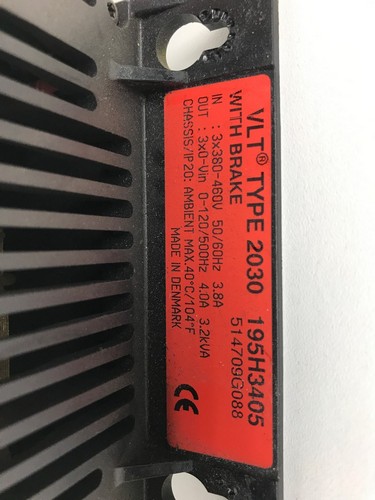 VLT® TYPE 2030 195H3405
WITH BRAKE 514709G088
IN : 3x380-460V 50/60Hz 3.8A
OUT : 3x0-Vin 0-120/500Hz 4.0A 3.2kVA
CHASSIS/IP20: AMBIENT MAX.40°C/104°F
MADE IN DENMARK
CE